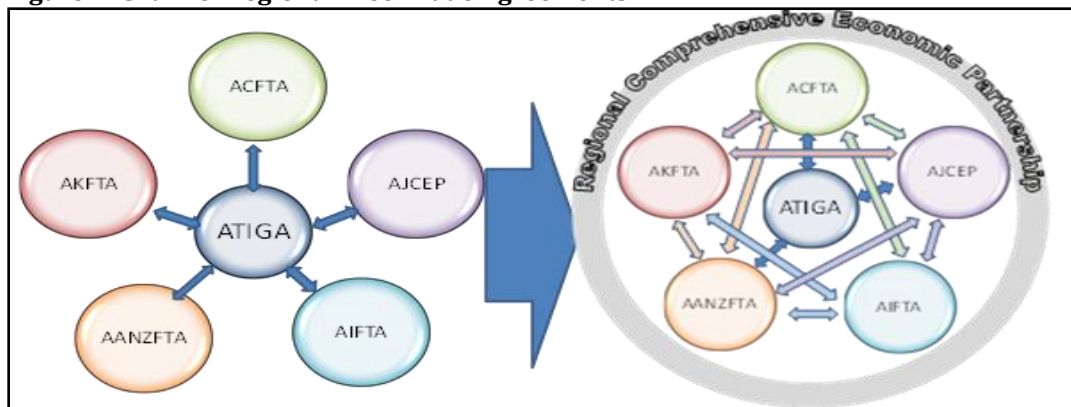 ACFTA
AKFTA
AJCEP
ATIGA
AANZFTA
AIFTA
Regional Comprehensive Economic Partnership
ACFTA
AKFTA
AJCEP
ATIGA
AANZFTA
AIFTA